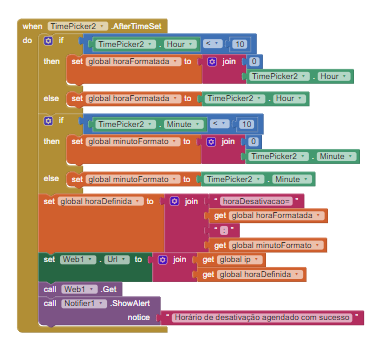 when TimePicker2 .AfterTimeSet
do if TimePicker2 . Hour < 10
then set global horaFormatada to join 0
TimePicker2 . Hour
else set global horaFormatada to TimePicker2 . Hour
if TimePicker2 . Minute < 10
then set global minutoFormato to join 0
TimePicker2 . Minute
else set global minutoFormato to TimePicker2 . Minute
set global horaDefinida to join " horaDesativacao= "
get global horaFormatada
" : "
get global minutoFormato
set Web1 . Url to join get global ip
get global horaDefinida
call Web1 .Get
call Notifier1 .ShowAlert
notice " Horário de desativação agendado com sucesso "